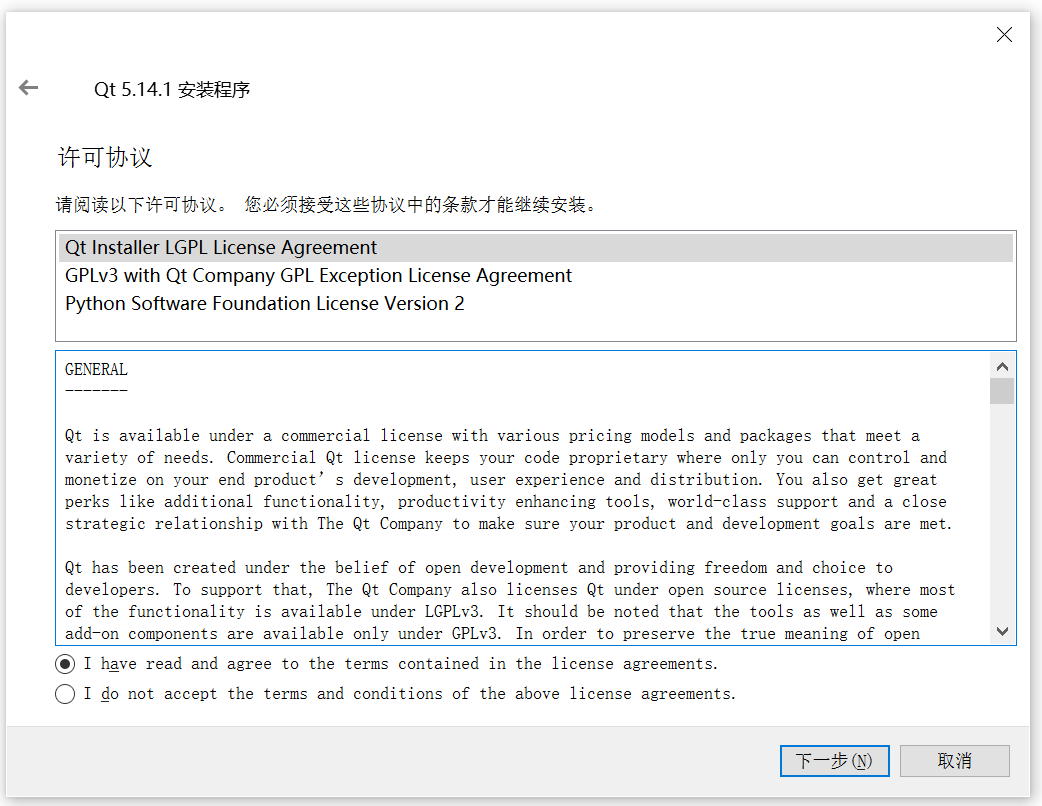 Qt 5.14.1 安装程序
许可协议
请阅读以下许可协议。 您必须接受这些协议中的条款才能继续安装。
Qt Installer LGPL License Agreement
GPLv3 with Qt Company GPL Exception License Agreement
Python Software Foundation License Version 2
GENERAL
-------
Qt is available under a commercial license with various pricing models and packages that meet a
variety of needs. Commercial Qt license keeps your code proprietary where only you can control and
monetize on your end product’s development, user experience and distribution. You also get great
perks like additional functionality, productivity enhancing tools, world-class support and a close
strategic relationship with The Qt Company to make sure your product and development goals are met.
Qt has been created under the belief of open development and providing freedom and choice to
developers. To support that, The Qt Company also licenses Qt under open source licenses, where most
of the functionality is available under LGPLv3. It should be noted that the tools as well as some
add-on components are available only under GPLv3. In order to preserve the true meaning of open
I have read and agree to the terms contained in the license agreements.
I do not accept the terms and conditions of the above license agreements.
下一步(N)
取消